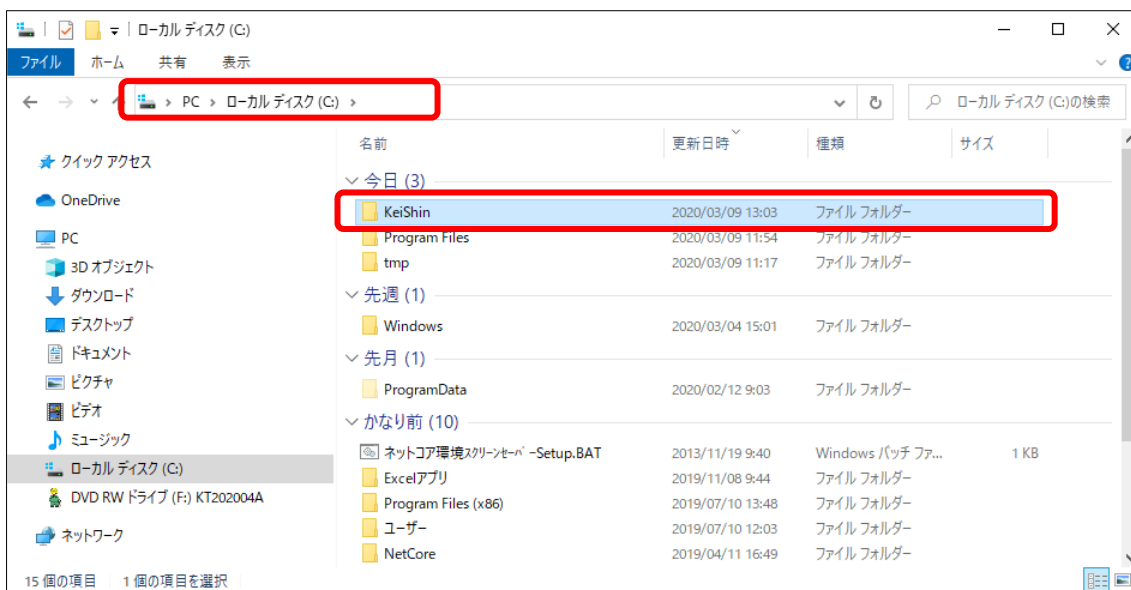 ローカル ディスク (C:)
ファイル ホーム 共有 表示
PC › ローカル ディスク (C:) › ローカル ディスク (C:)の検索
名前 更新日時 種類 サイズ
クイック アクセス
OneDrive
PC
3D オブジェクト
ダウンロード
デスクトップ
ドキュメント
ピクチャ
ビデオ
ミュージック
ローカル ディスク (C:)
DVD RW ドライブ (F:) KT202004A
ネットワーク
今日 (3)
KeiShin 2020/03/09 13:03 ファイル フォルダー
Program Files 2020/03/09 11:54 ファイル フォルダー
tmp 2020/03/09 11:17 ファイル フォルダー
先週 (1)
Windows 2020/03/04 15:01 ファイル フォルダー
先月 (1)
ProgramData 2020/02/12 9:03 ファイル フォルダー
かなり前 (10)
ネットコア環境ｽｸﾘｰﾝｾｰﾊﾞｰSetup.BAT 2013/11/19 9:40 Windows バッチ ファ... 1 KB
Excelアプリ 2019/11/08 9:44 ファイル フォルダー
Program Files (x86) 2019/07/10 13:48 ファイル フォルダー
ユーザー 2019/07/10 12:03 ファイル フォルダー
NetCore 2019/04/11 16:49 ファイル フォルダー
15 個の項目 1 個の項目を選択